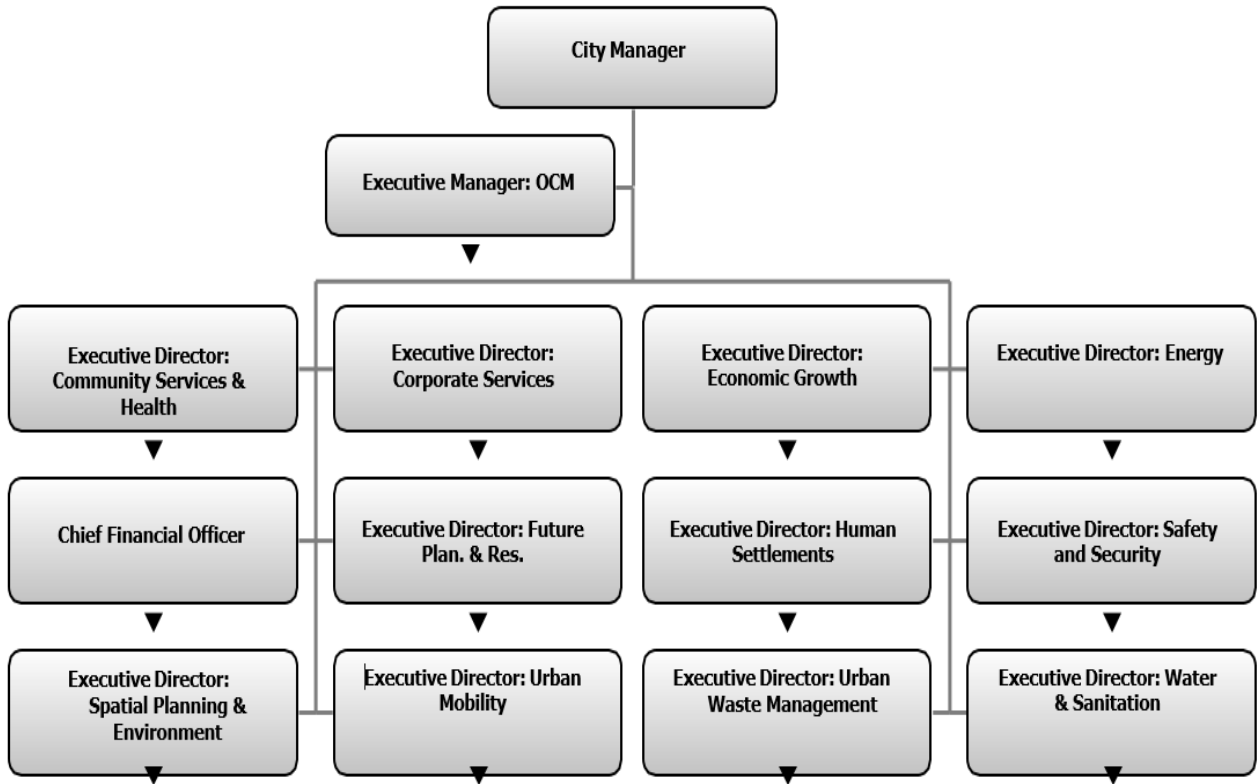 City Manager
Executive Manager: OCM
Executive Director:
Community Services &
Health
Executive Director:
Corporate Services
Executive Director:
Economic Growth
Executive Director: Energy
Chief Financial Officer
Executive Director: Future
Plan. & Res.
Executive Director: Human
Settlements
Executive Director: Safety
and Security
Executive Director:
Spatial Planning &
Environment
Executive Director: Urban
Mobility
Executive Director: Urban
Waste Management
Executive Director: Water
& Sanitation